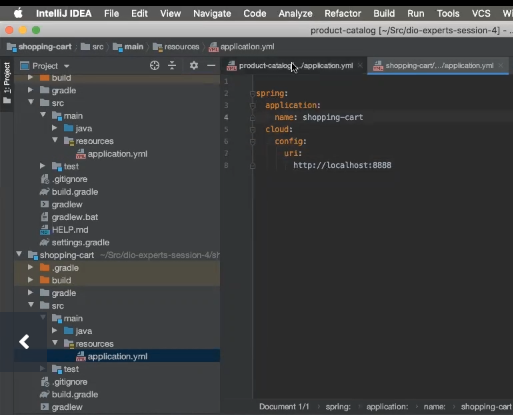 IntelliJ IDEA File Edit View Navigate Code Analyze Refactor Build Run Tools VCS Wi
product-catalog [~/Src/dio-experts-session-4] - ..
shopping-cart src main resources application.yml
1: Project
Project
product-catalog/.../application.yml
shopping-cart/.../application.yml
build
gradle
src
main
java
resources
application.yml
test
.gitignore
build.gradle
gradlew
gradlew.bat
HELP.md
settings.gradle
shopping-cart ~/Src/dio-experts-session-4/sh
.gradle
build
gradle
src
main
java
resources
application.yml
test
.gitignore
build.gradle
gradlew
1
2 spring:
3 application:
4 name: shopping-cart
5 cloud:
6 config:
7 uri:
8 http://localhost:8888
Document 1/1 spring: application: name: shopping-cart